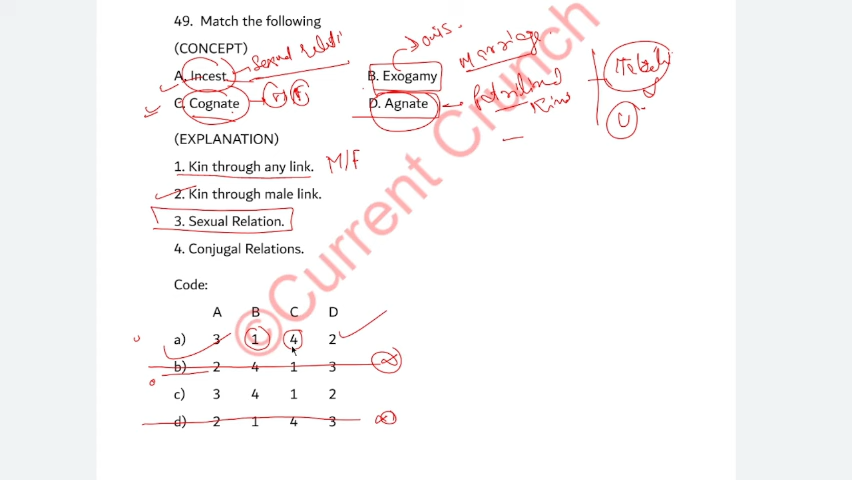 49. Match the following
(CONCEPT)
A. Incest. Sexual
B. Exogamy Marriage
C. Cognate
D. Agnate
(EXPLANATION)
1. Kin through any link. M/F
2. Kin through male link.
3. Sexual Relation.
4. Conjugal Relations.
Code:
A B C D
a) 3 1 4 2
b) 2 4 1 3
c) 3 4 1 2
d) 2 1 4 3
©Current Crunch